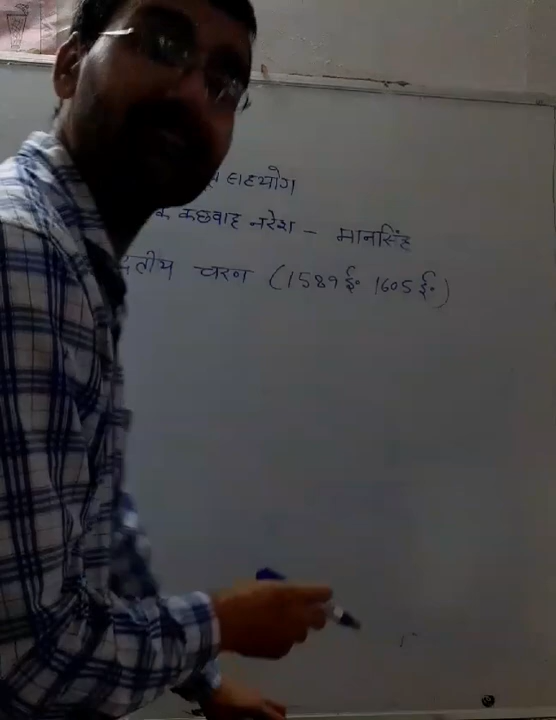 सहयोग
कछवाह नरेश - मानसिंह
चरण (1589 ई॰ 1605 ई॰)